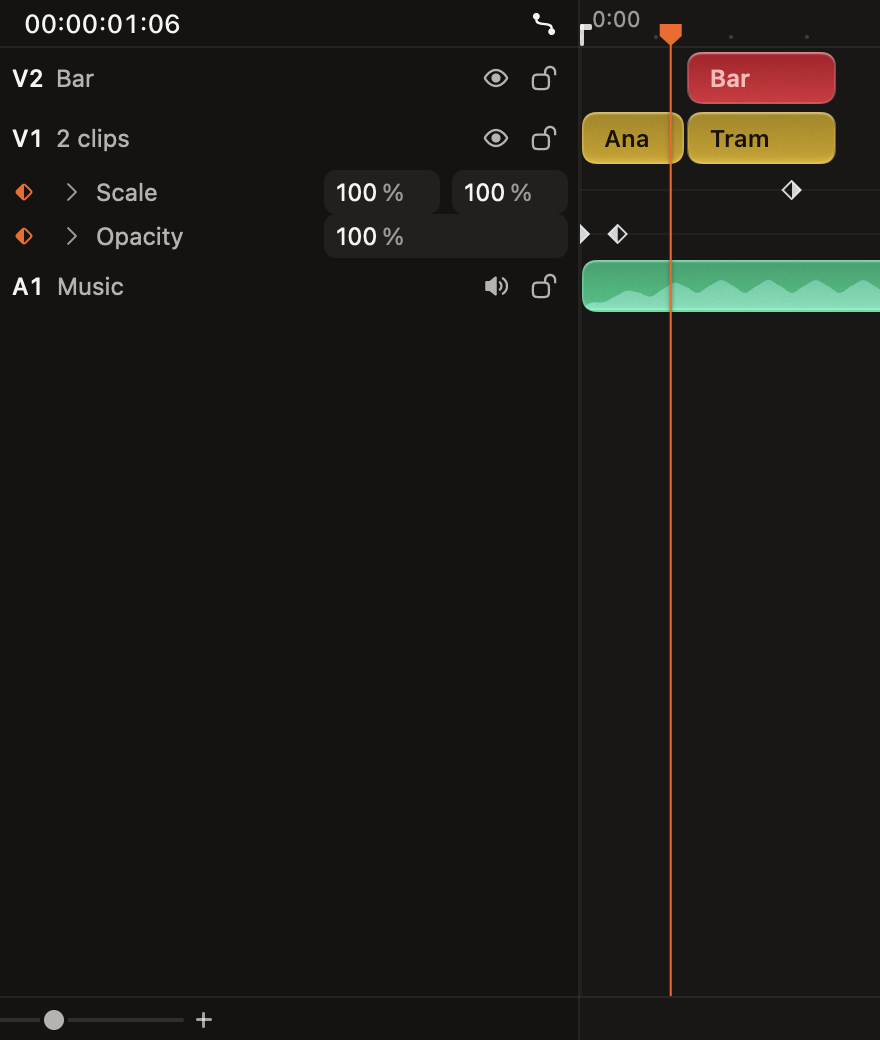 00:00:01:06 0:00
V2 Bar Bar
V1 2 clips Ana Tram
Scale 100 % 100 %
Opacity 100 %
A1 Music